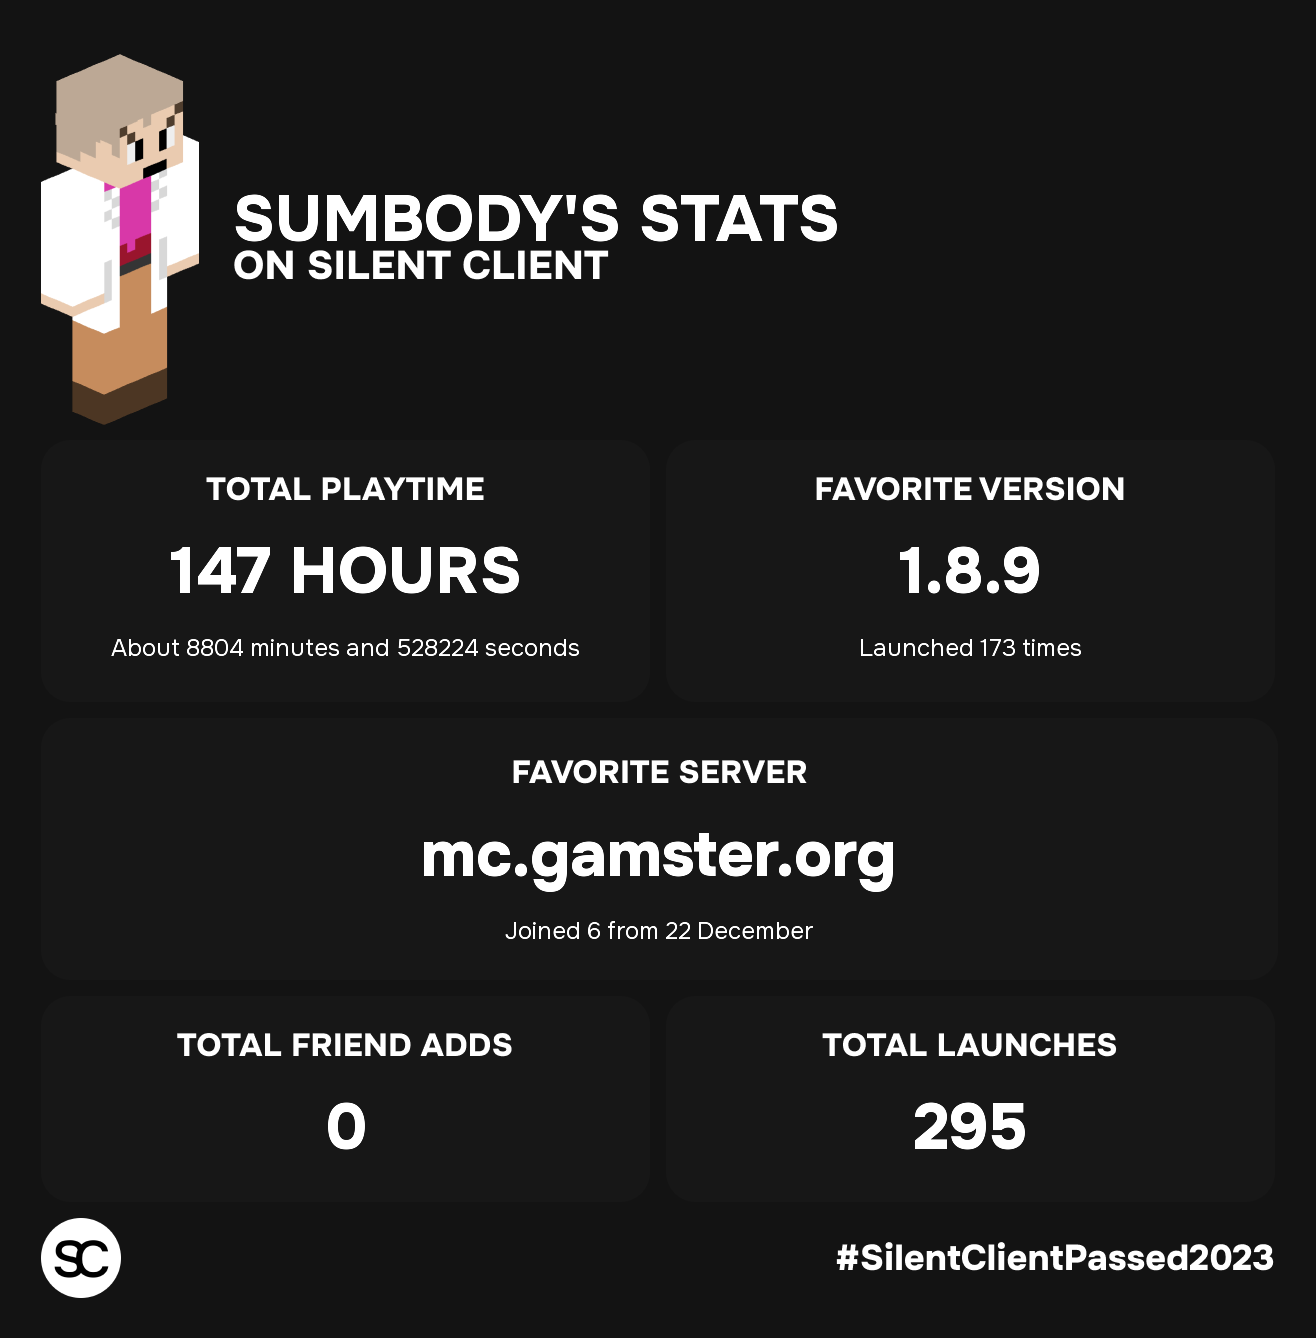 SUMBODY'S STATS
ON SILENT CLIENT
TOTAL PLAYTIME
147 HOURS
About 8804 minutes and 528224 seconds
FAVORITE VERSION
1.8.9
Launched 173 times
FAVORITE SERVER
mc.gamster.org
Joined 6 from 22 December
TOTAL FRIEND ADDS
0
TOTAL LAUNCHES
295
SC
#SilentClientPassed2023